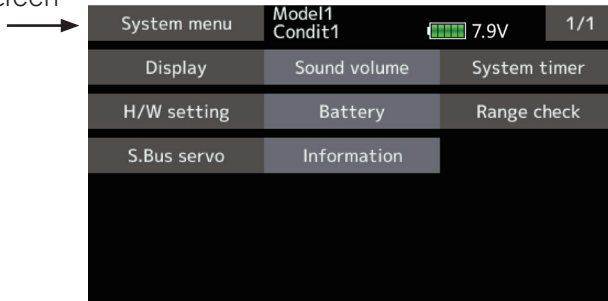 System menu
Model1
Condit1
7.9V
1/1
Display
Sound volume
System timer
H/W setting
Battery
Range check
S.Bus servo
Information